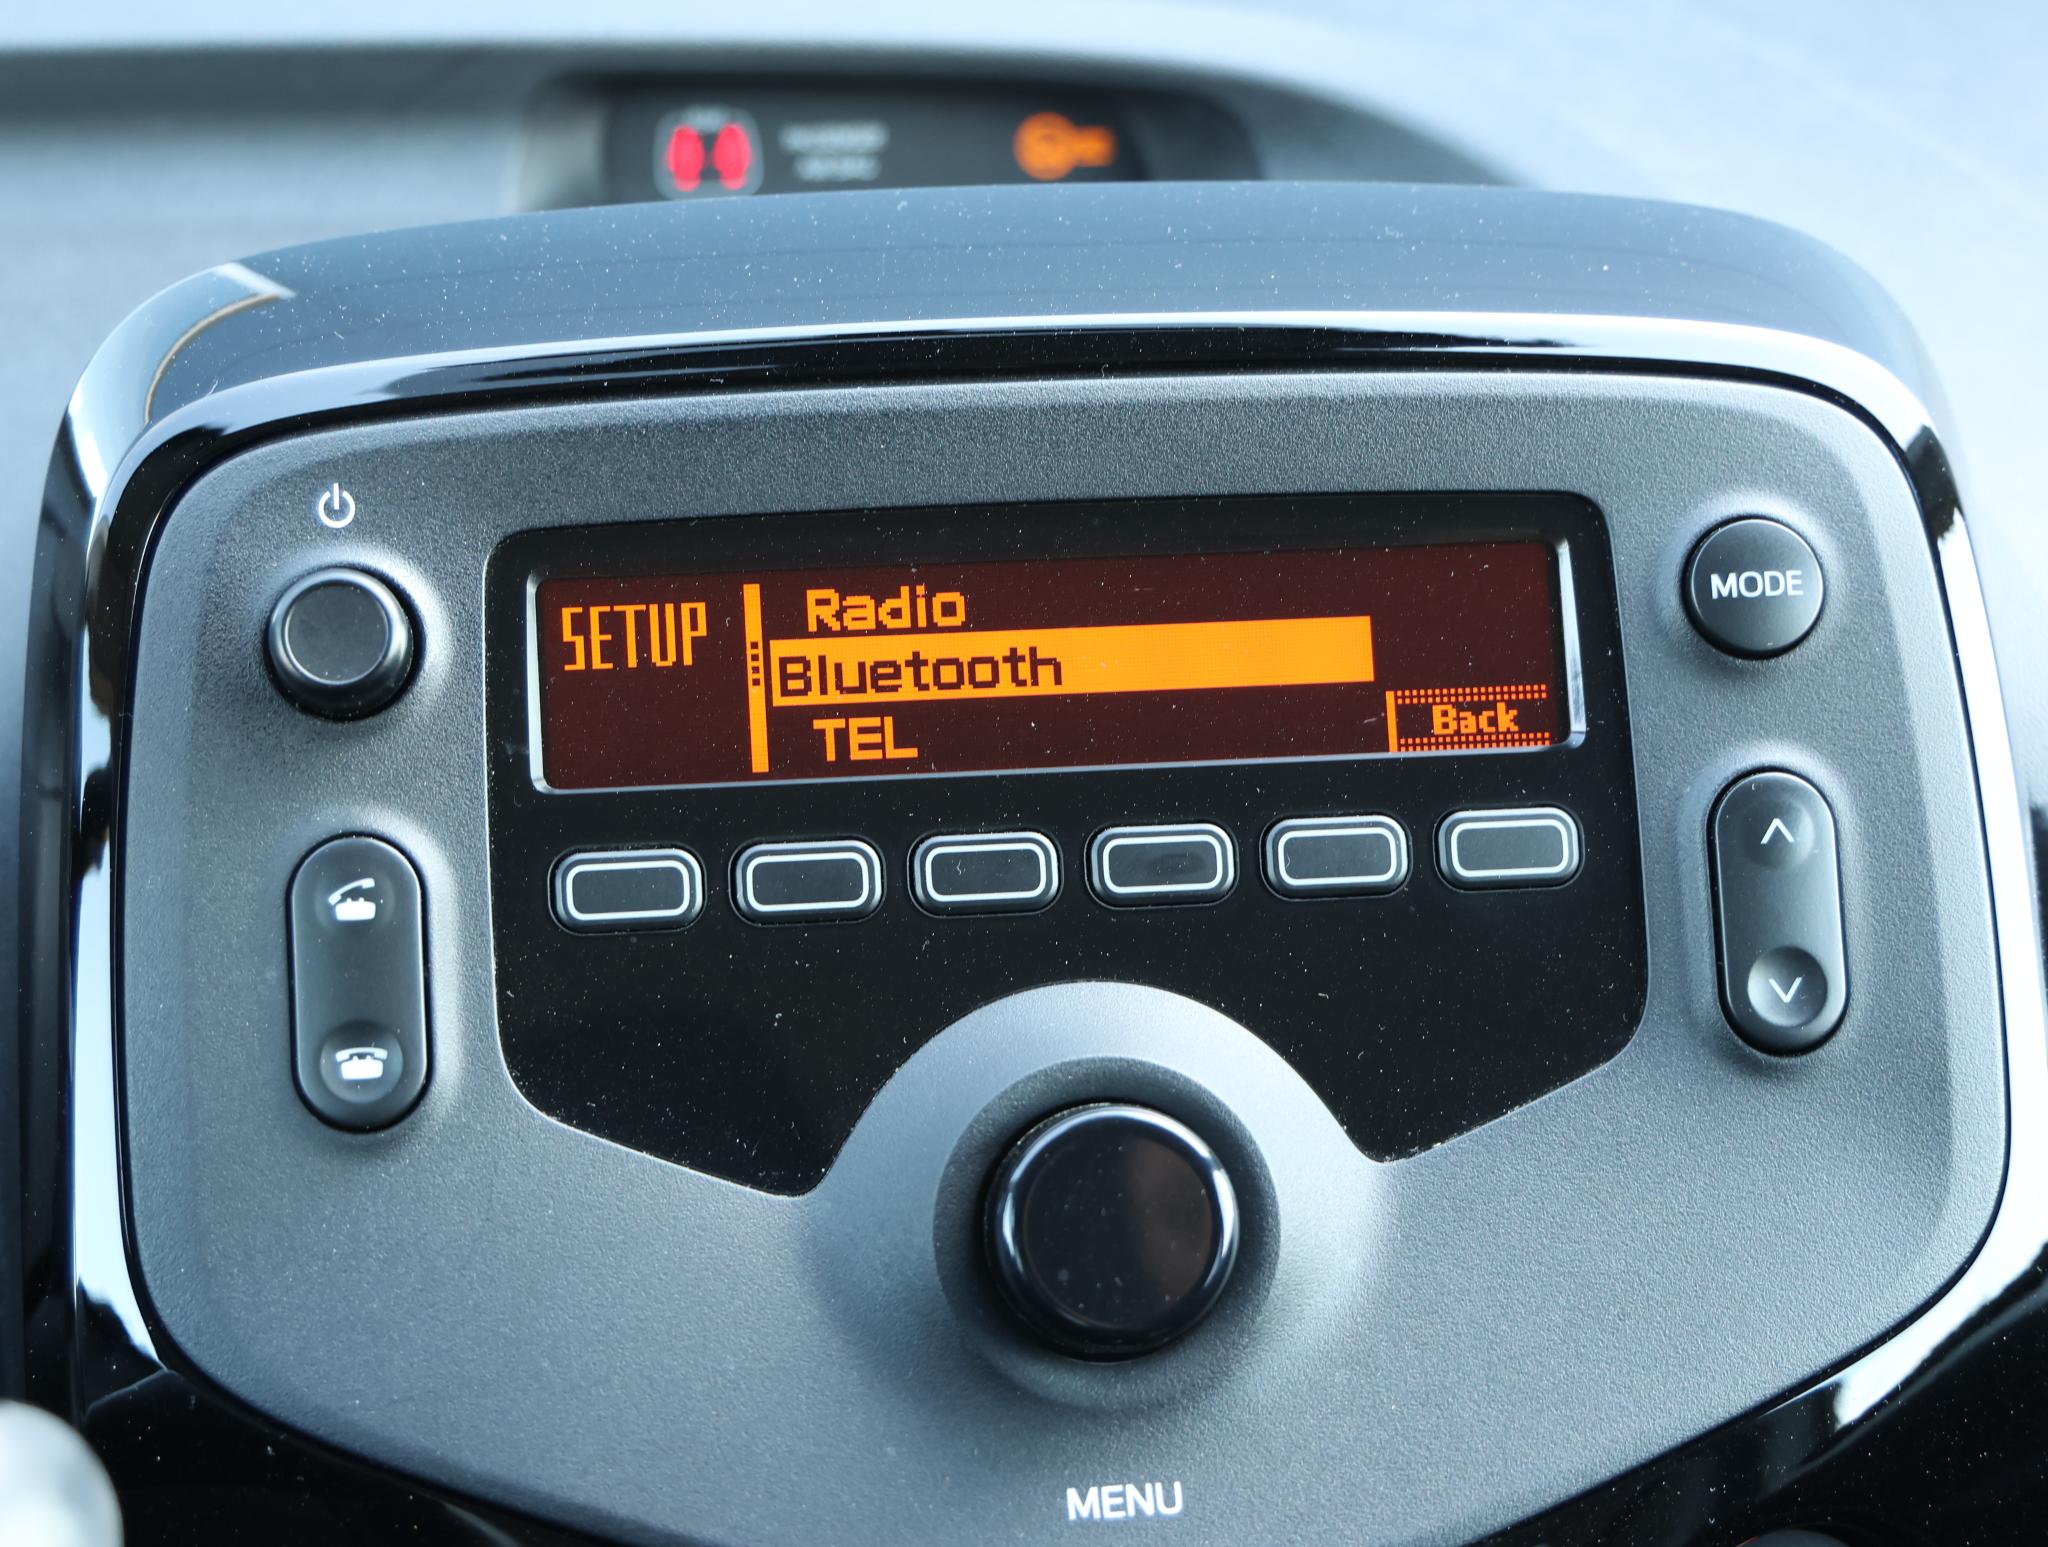 SETUP
Radio
Bluetooth
TEL
Back
MODE
MENU